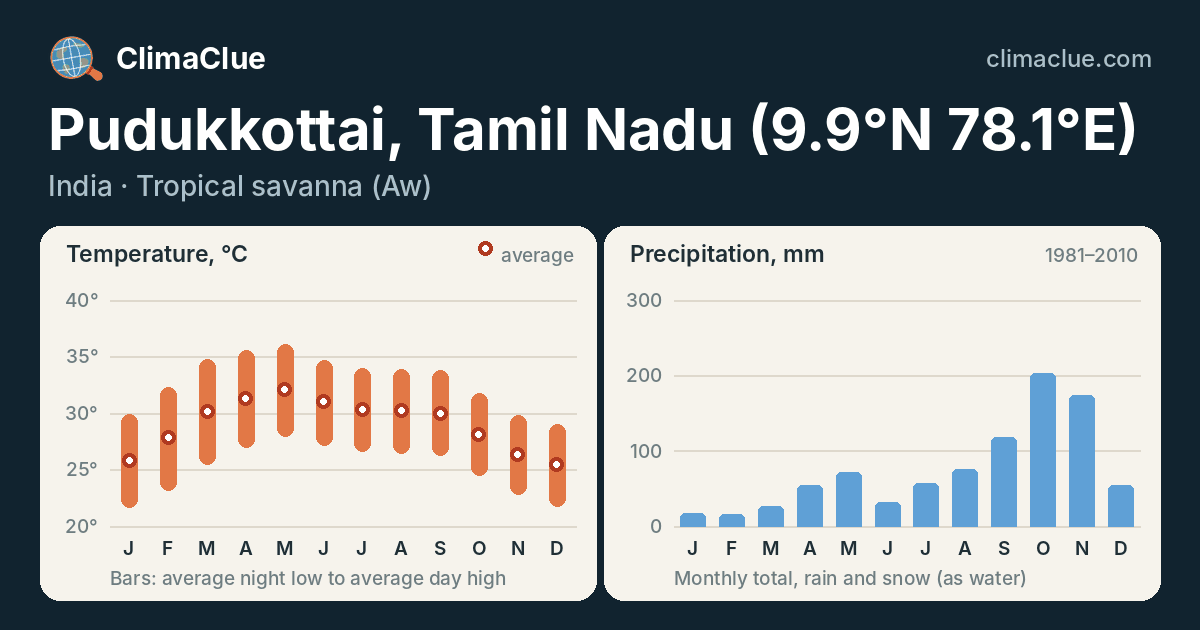 ClimaClue
climaclue.com
Pudukkottai, Tamil Nadu (9.9°N 78.1°E)
India · Tropical savanna (Aw)
Temperature, °C
average
40°
35°
30°
25°
20°
J F M A M J J A S O N D
Bars: average night low to average day high
Precipitation, mm
1981–2010
300
200
100
0
J F M A M J J A S O N D
Monthly total, rain and snow (as water)